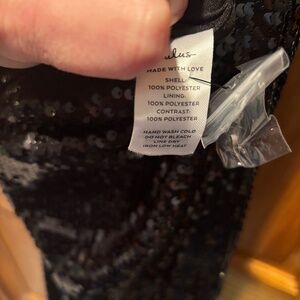 MADE WITH LOVE
SHELL:
100% POLYESTER
LINING:
100% POLYESTER
CONTRAST:
100% POLYESTER
HAND WASH COLD
DO NOT BLEACH
LINE DRY
IRON LOW HEAT